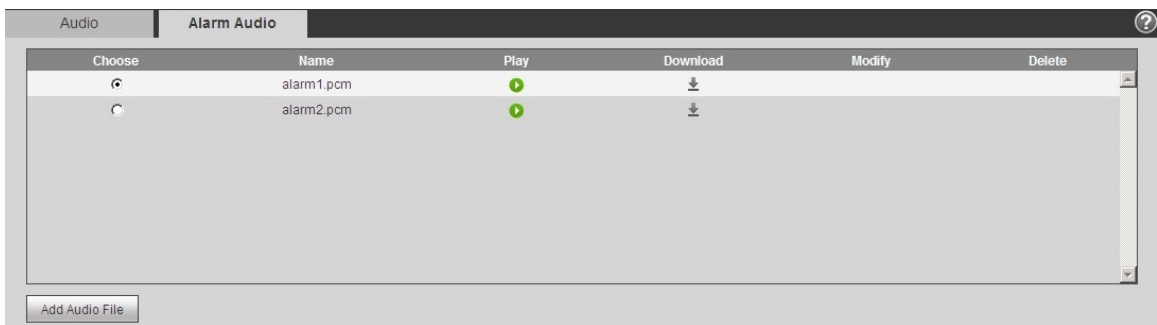 Audio Alarm Audio ?
Choose Name Play Download Modify Delete
alarm1.pcm
alarm2.pcm
Add Audio File